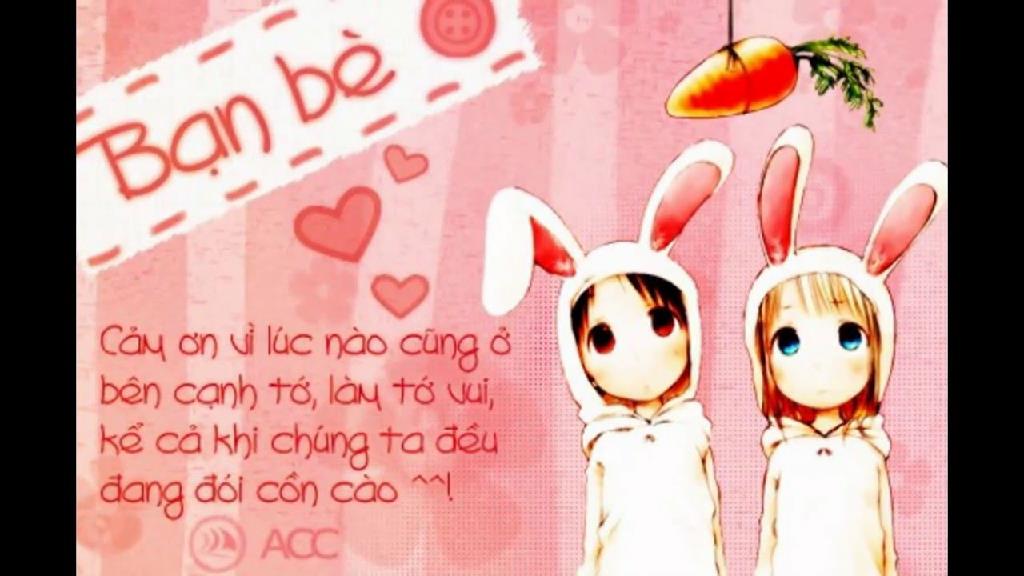 Bạn bè
Cảm ơn vì lúc nào cũng ở
bên cạnh tớ, làm tớ vui,
kể cả khi chúng ta đều
đang đói cồn cào ^^!
ACC